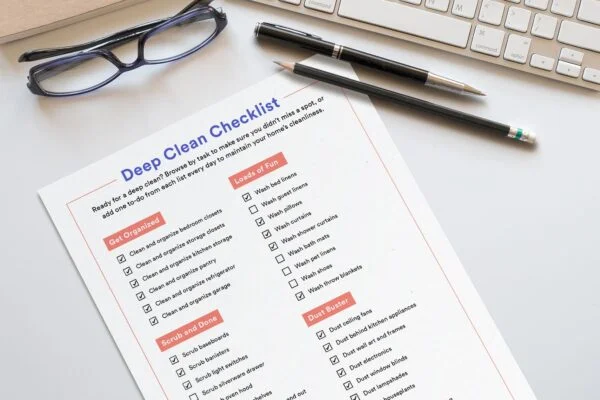 Deep Clean Checklist
Ready for a deep clean? Browse by task to make sure you didn't miss a spot, or
add one to-do from each list every day to maintain your home's cleanliness.
Get Organized
Clean and organize bedroom closets
Clean and organize storage closets
Clean and organize kitchen storage
Clean and organize pantry
Clean and organize refrigerator
Clean and organize garage
Scrub and Done
Scrub baseboards
Scrub banisters
Scrub light switches
Scrub silverware drawer
oven hood
shelves
and out
Loads of Fun
Wash bed linens
Wash guest linens
Wash pillows
Wash curtains
Wash shower curtains
Wash bath mats
Wash pet linens
Wash shoes
Wash throw blankets
Dust Buster
Dust ceiling fans
Dust behind kitchen appliances
Dust wall art and frames
Dust electronics
Dust window blinds
Dust lampshades
houseplants
command
option